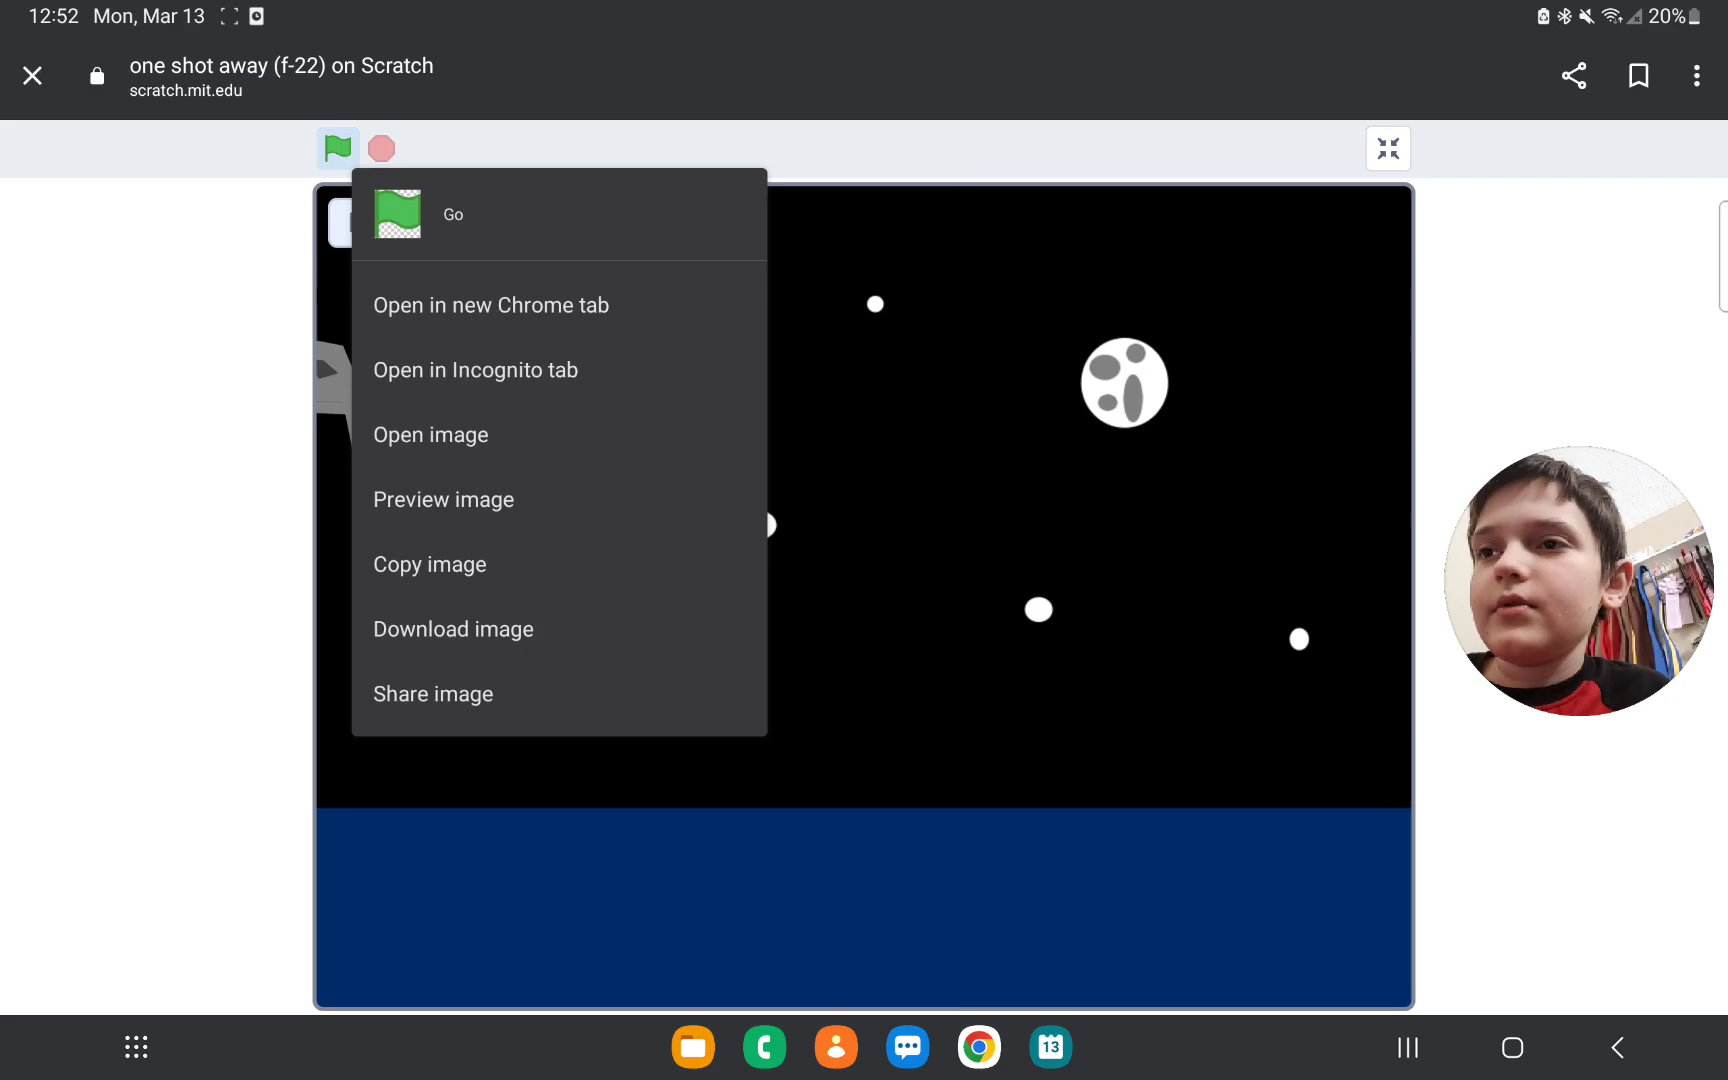 12:52 Mon, Mar 13
20%
one shot away (f-22) on Scratch
scratch.mit.edu
Go
Open in new Chrome tab
Open in Incognito tab
Open image
Preview image
Copy image
Download image
Share image
13